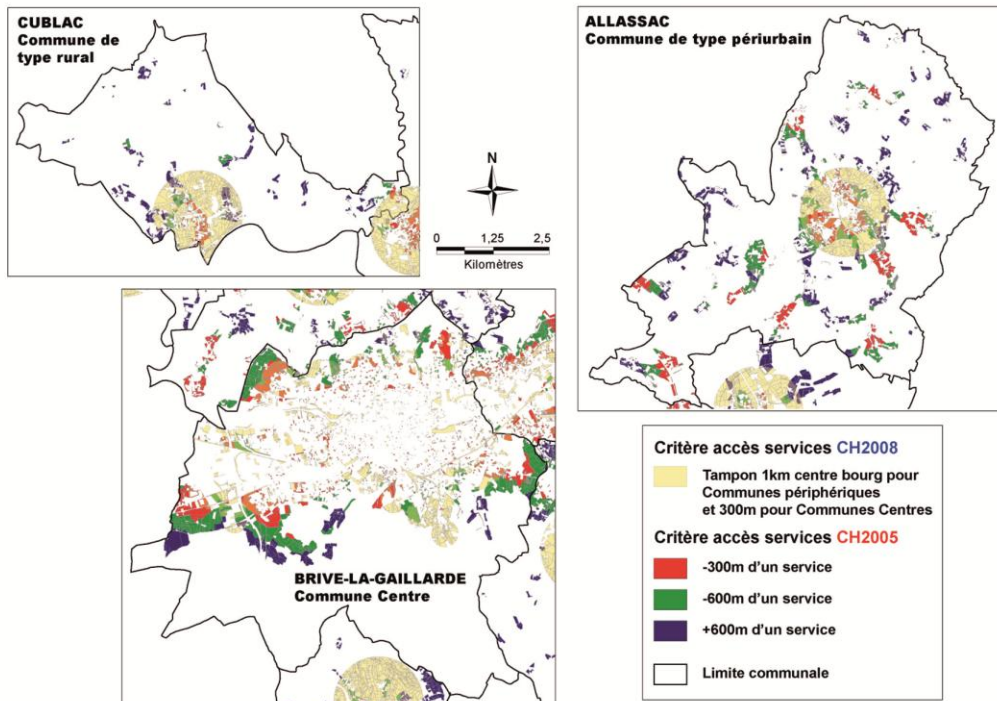 CUBLAC
Commune de
type rural
ALLASSAC
Commune de type périurbain
N
0 1,25 2,5
Kilomètres
BRIVE-LA-GAILLARDE
Commune Centre
Critère accès services CH2008
Tampon 1km centre bourg pour
Communes périphériques
et 300m pour Communes Centres
Critère accès services CH2005
-300m d'un service
-600m d'un service
+600m d'un service
Limite communale